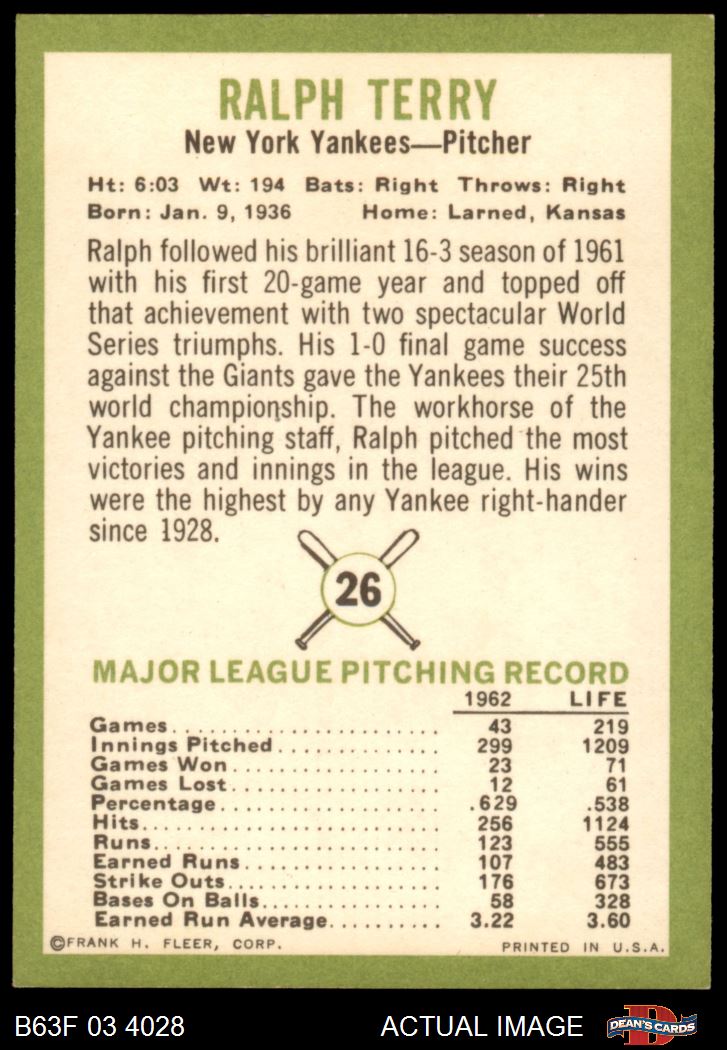 RALPH TERRY
New York Yankees—Pitcher
Ht: 6:03 Wt: 194 Bats: Right Throws: Right
Born: Jan. 9, 1936 Home: Larned, Kansas
Ralph followed his brilliant 16-3 season of 1961
with his first 20-game year and topped off
that achievement with two spectacular World
Series triumphs. His 1-0 final game success
against the Giants gave the Yankees their 25th
world championship. The workhorse of the
Yankee pitching staff, Ralph pitched the most
victories and innings in the league. His wins
were the highest by any Yankee right-hander
since 1928.
26
MAJOR LEAGUE PITCHING RECORD
1962 LIFE
Games 43 219
Innings Pitched 299 1209
Games Won 23 71
Games Lost 12 61
Percentage .629 .538
Hits 256 1124
Runs 123 555
Earned Runs 107 483
Strike Outs 176 673
Bases On Balls 58 328
Earned Run Average 3.22 3.60
©FRANK H. FLEER, CORP. PRINTED IN U.S.A.
B63F 03 4028 ACTUAL IMAGE D DEAN'S CARDS